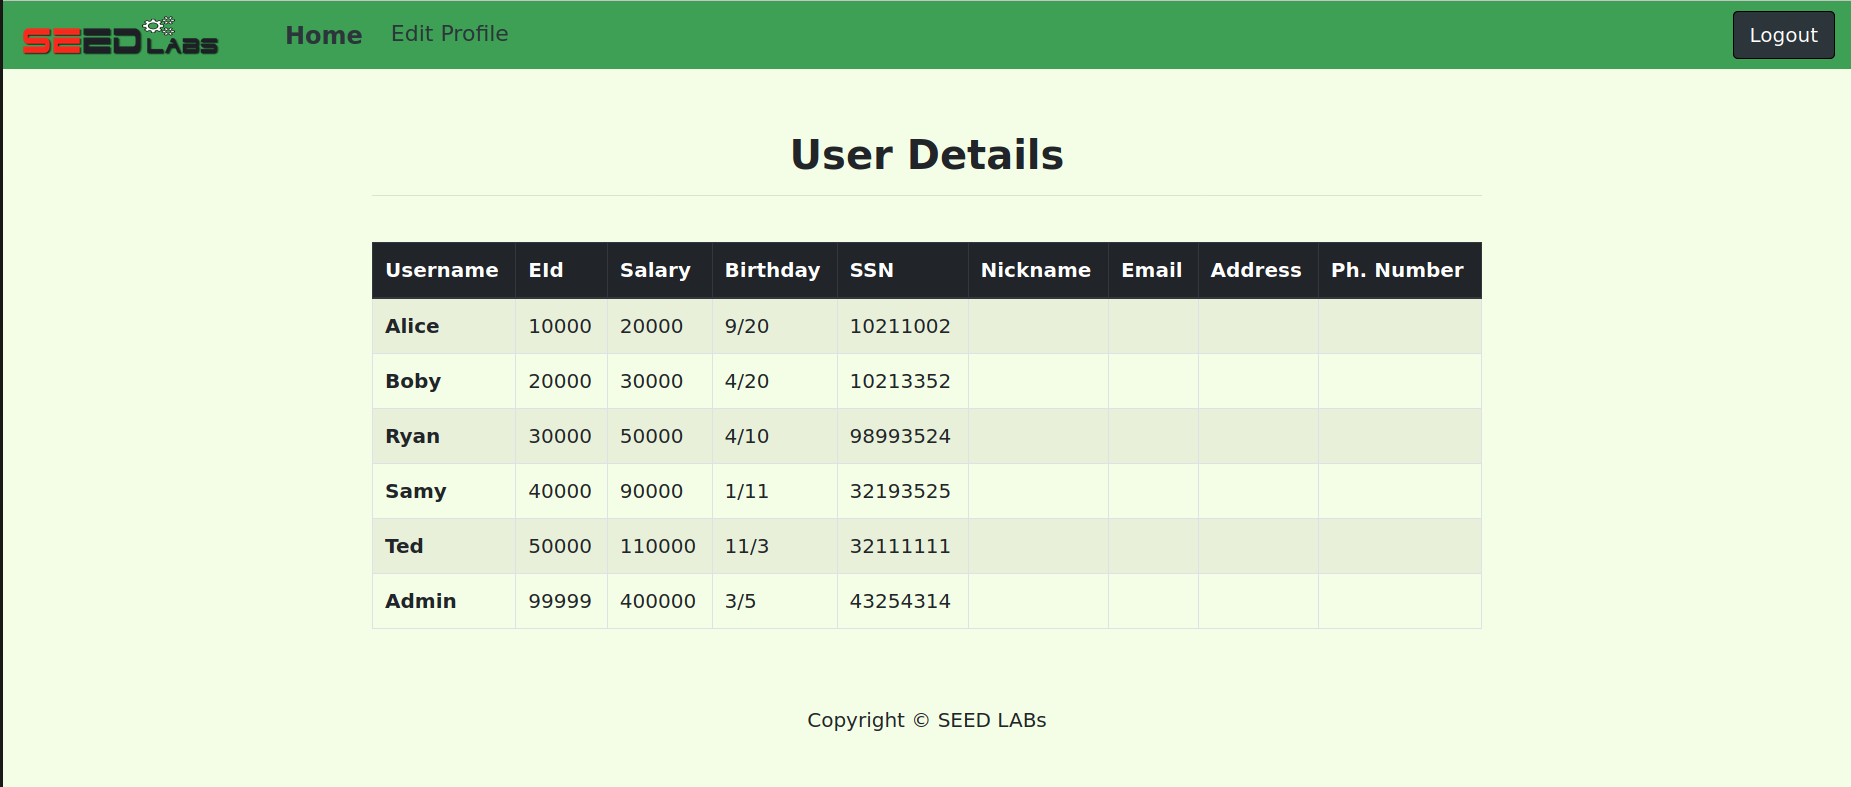 SEED LABS Home Edit Profile Logout
User Details
Username EId Salary Birthday SSN Nickname Email Address Ph. Number
Alice 10000 20000 9/20 10211002
Boby 20000 30000 4/20 10213352
Ryan 30000 50000 4/10 98993524
Samy 40000 90000 1/11 32193525
Ted 50000 110000 11/3 32111111
Admin 99999 400000 3/5 43254314
Copyright © SEED LABs